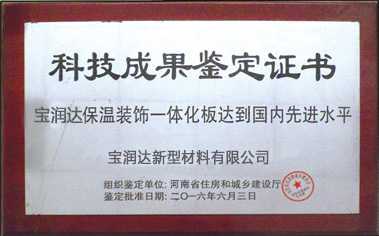 科技成果鉴定证书
宝润达保温装饰一体化板达到国内先进水平
宝润达新型材料有限公司
组织鉴定单位: 河南省住房和城乡建设厅
鉴定批准日期: 二〇一六年六月三日